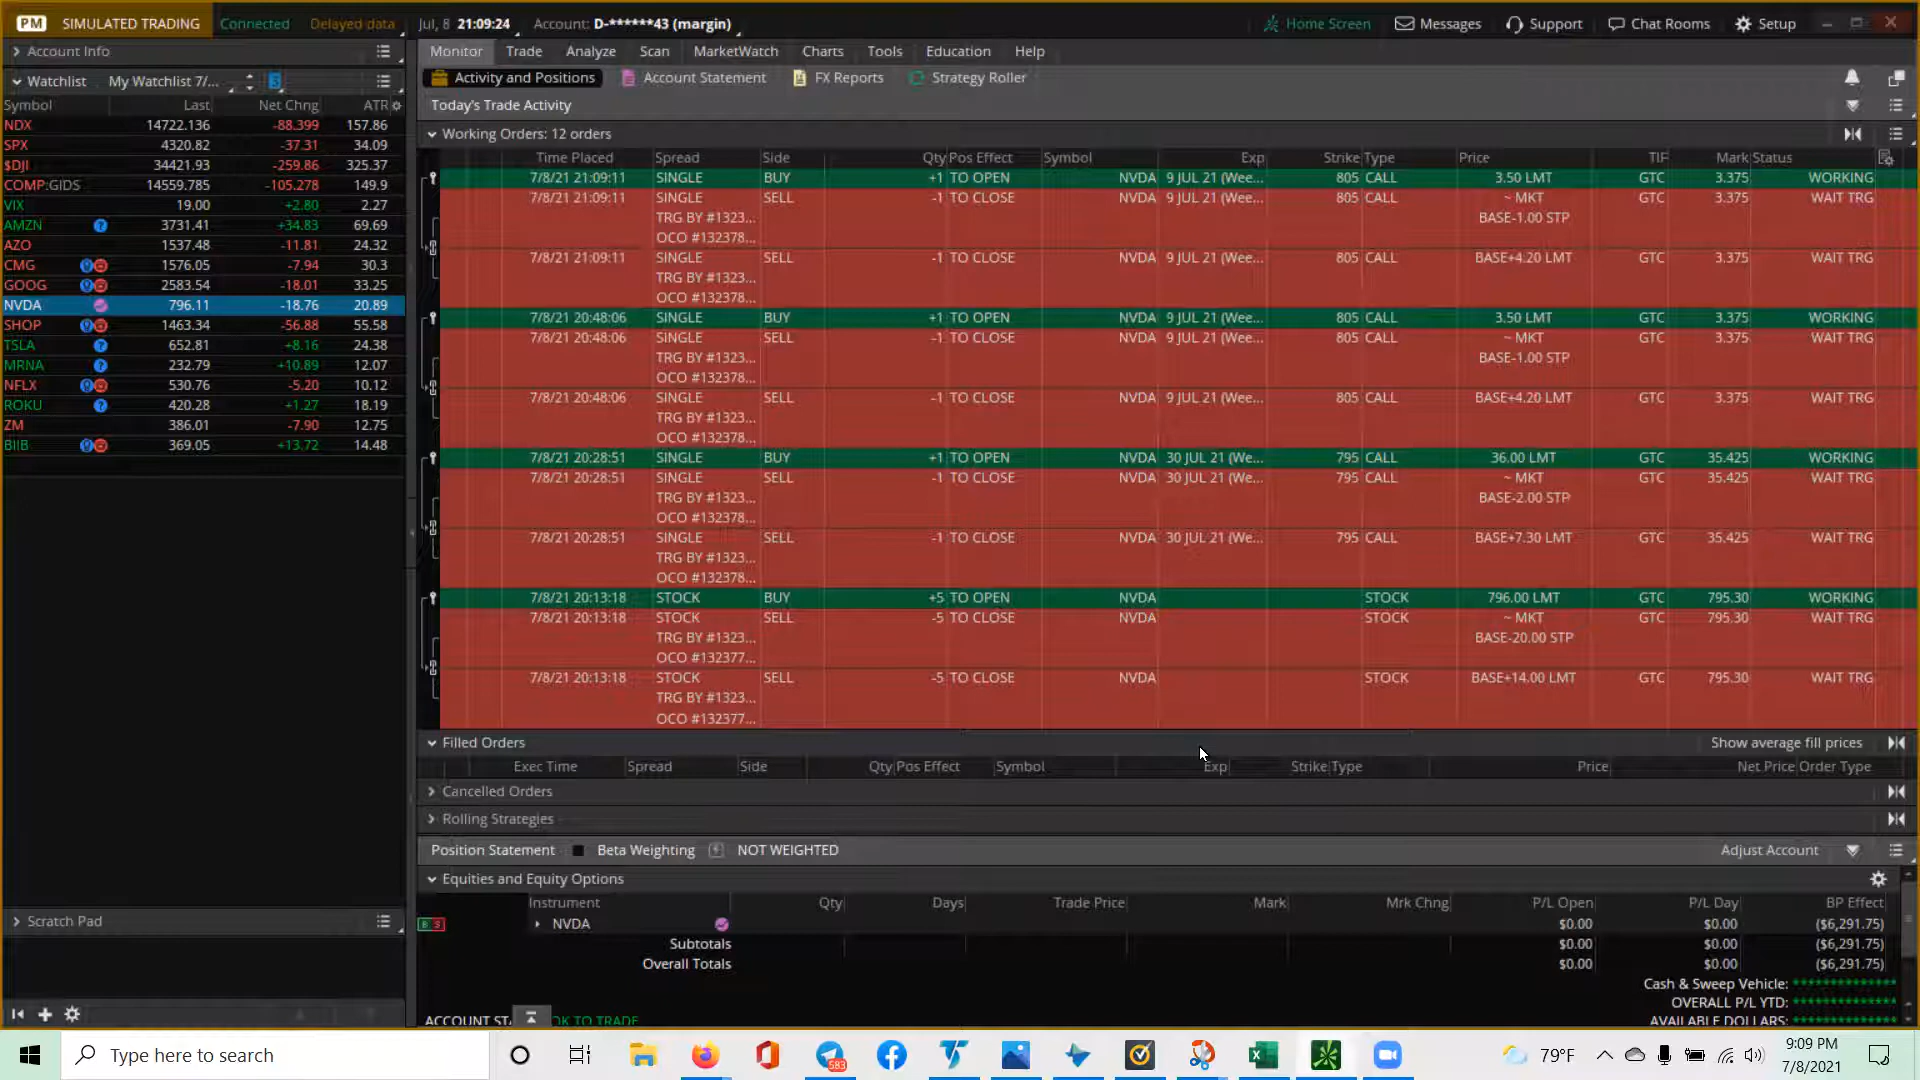 PM SIMULATED TRADING Connected Delayed data Jul, 8 21:09:24 Account: D-******43 (margin) Home Screen Messages Support Chat Rooms Setup
Account Info
Monitor Trade Analyze Scan MarketWatch Charts Tools Education Help
Watchlist My Watchlist 7/...
Activity and Positions Account Statement FX Reports Strategy Roller
Symbol Last Net Chng ATR
Today's Trade Activity
NDX 14722.136 -88.399 157.86
SPX 4320.82 -37.31 34.09
$DJI 34421.93 -259.86 325.37
COMP:GIDS 14559.785 -105.278 149.9
VIX 19.00 +2.80 2.27
AMZN 3731.41 +34.83 69.69
AZO 1537.48 -11.81 24.32
CMG 1576.05 -7.94 30.3
GOOG 2583.54 -18.01 33.25
NVDA 796.11 -18.76 20.89
SHOP 1463.34 -56.88 55.58
TSLA 652.81 +8.16 24.38
MRNA 232.79 +10.89 12.07
NFLX 530.76 -5.20 10.12
ROKU 420.28 +1.27 18.19
ZM 386.01 -7.90 12.75
BIIB 369.05 +13.72 14.48
Working Orders: 12 orders
Time Placed Spread Side Qty Pos Effect Symbol Exp Strike Type Price TIF Mark Status
7/8/21 21:09:11 SINGLE BUY +1 TO OPEN NVDA 9 JUL 21 (Wee... 805 CALL 3.50 LMT GTC 3.375 WORKING
7/8/21 21:09:11 SINGLE SELL -1 TO CLOSE NVDA 9 JUL 21 (Wee... 805 CALL ~ MKT GTC 3.375 WAIT TRG
TRG BY #1323... BASE-1.00 STP
OCO #132378...
7/8/21 21:09:11 SINGLE SELL -1 TO CLOSE NVDA 9 JUL 21 (Wee... 805 CALL BASE+4.20 LMT GTC 3.375 WAIT TRG
TRG BY #1323...
OCO #132378...
7/8/21 20:48:06 SINGLE BUY +1 TO OPEN NVDA 9 JUL 21 (Wee... 805 CALL 3.50 LMT GTC 3.375 WORKING
7/8/21 20:48:06 SINGLE SELL -1 TO CLOSE NVDA 9 JUL 21 (Wee... 805 CALL ~ MKT GTC 3.375 WAIT TRG
TRG BY #1323... BASE-1.00 STP
OCO #132378...
7/8/21 20:48:06 SINGLE SELL -1 TO CLOSE NVDA 9 JUL 21 (Wee... 805 CALL BASE+4.20 LMT GTC 3.375 WAIT TRG
TRG BY #1323...
OCO #132378...
7/8/21 20:28:51 SINGLE BUY +1 TO OPEN NVDA 30 JUL 21 (We... 795 CALL 36.00 LMT GTC 35.425 WORKING
7/8/21 20:28:51 SINGLE SELL -1 TO CLOSE NVDA 30 JUL 21 (We... 795 CALL ~ MKT GTC 35.425 WAIT TRG
TRG BY #1323... BASE-2.00 STP
OCO #132378...
7/8/21 20:28:51 SINGLE SELL -1 TO CLOSE NVDA 30 JUL 21 (We... 795 CALL BASE+7.30 LMT GTC 35.425 WAIT TRG
TRG BY #1323...
OCO #132378...
7/8/21 20:13:18 STOCK BUY +5 TO OPEN NVDA STOCK 796.00 LMT GTC 795.30 WORKING
7/8/21 20:13:18 STOCK SELL -5 TO CLOSE NVDA STOCK ~ MKT GTC 795.30 WAIT TRG
TRG BY #1323... BASE-20.00 STP
OCO #132377...
7/8/21 20:13:18 STOCK SELL -5 TO CLOSE NVDA STOCK BASE+14.00 LMT GTC 795.30 WAIT TRG
TRG BY #1323...
OCO #132377...
Filled Orders Show average fill prices
Exec Time Spread Side Qty Pos Effect Symbol Exp Strike Type Price Net Price Order Type
Cancelled Orders
Rolling Strategies
Position Statement Beta Weighting NOT WEIGHTED Adjust Account
Equities and Equity Options
Instrument Qty Days Trade Price Mark Mrk Chng P/L Open P/L Day BP Effect
B S NVDA $0.00 $0.00 ($6,291.75)
Subtotals $0.00 $0.00 ($6,291.75)
Overall Totals $0.00 $0.00 ($6,291.75)
Cash & Sweep Vehicle: **************
OVERALL P/L YTD: **************
AVAILABLE DOLLARS: **************
ACCOUNT ST OK TO TRADE
Scratch Pad
Type here to search
583
79°F
9:09 PM
7/8/2021